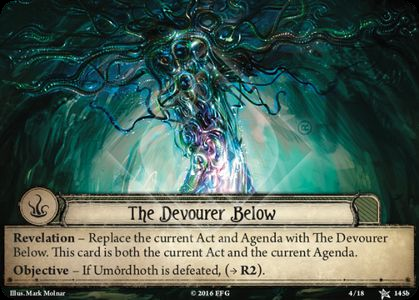 The Devourer Below
Revelation – Replace the current Act and Agenda with The Devourer
Below. This card is both the current Act and the current Agenda.
Objective – If Umôrdhoth is defeated, (→ R2).
Illus. Mark Molnar
© 2016 FFG
4/18
145b